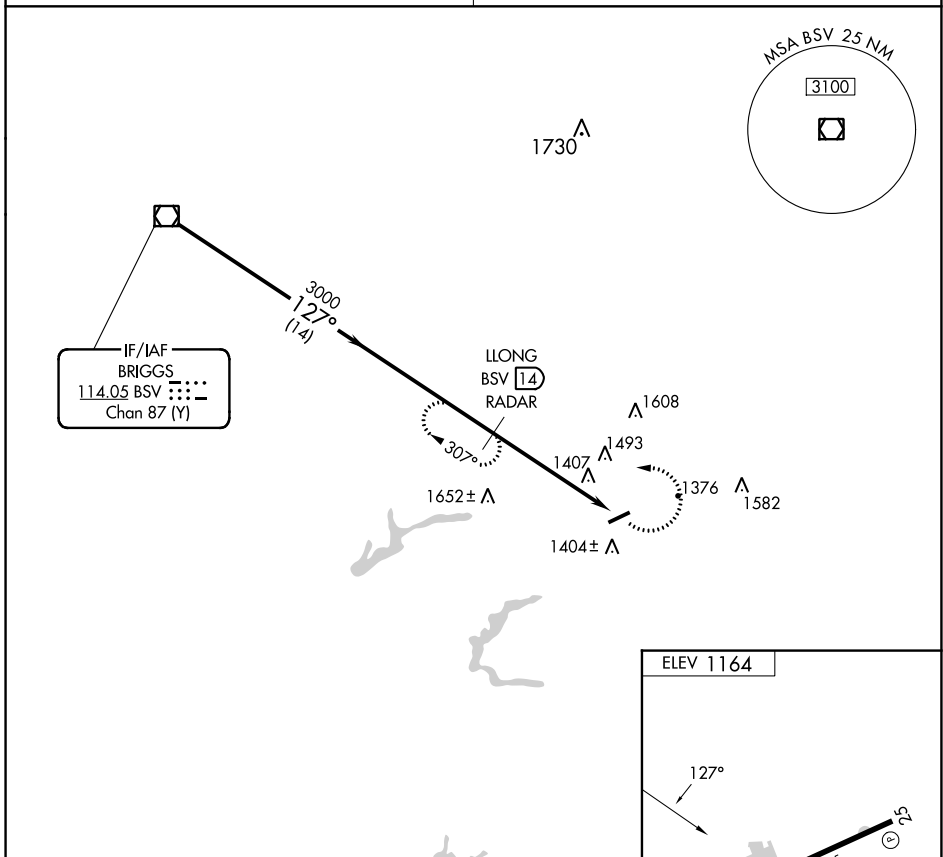 MSA BSV 25 NM
3100
1730
3000
127°
(14)
IF/IAF
BRIGGS
114.05 BSV
Chan 87 (Y)
LLONG
BSV 14
RADAR
307°
1608
1493
1407
1376
1582
1652±
1404±
ELEV 1164
127°
25
P